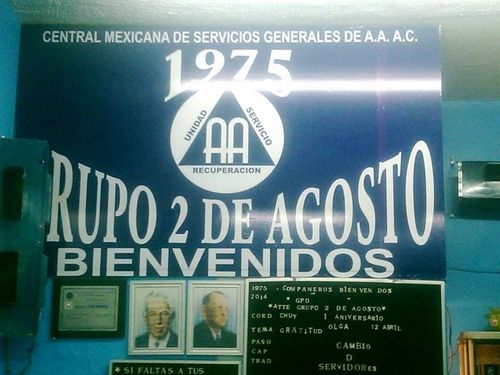 CENTRAL MEXICANA DE SERVICIOS GENERALES DE A.A. A.C.
1975
UNIDAD
SERVICIO
AA
RECUPERACION
RUPO 2 DE AGOSTO
BIENVENIDOS
1975 COMPAÑEROS BIENVENDOS
2014 * GPO *
*ATTE GRUPO 2 DE AGOSTO*
CORD CHUY 1 ANIVERSARIO
TEMA GRATITUD OLGA 12 ABRIL
PASO CAMBIO
CAP D
TRAD SERVIDORES
* SI FALTAS A TUS